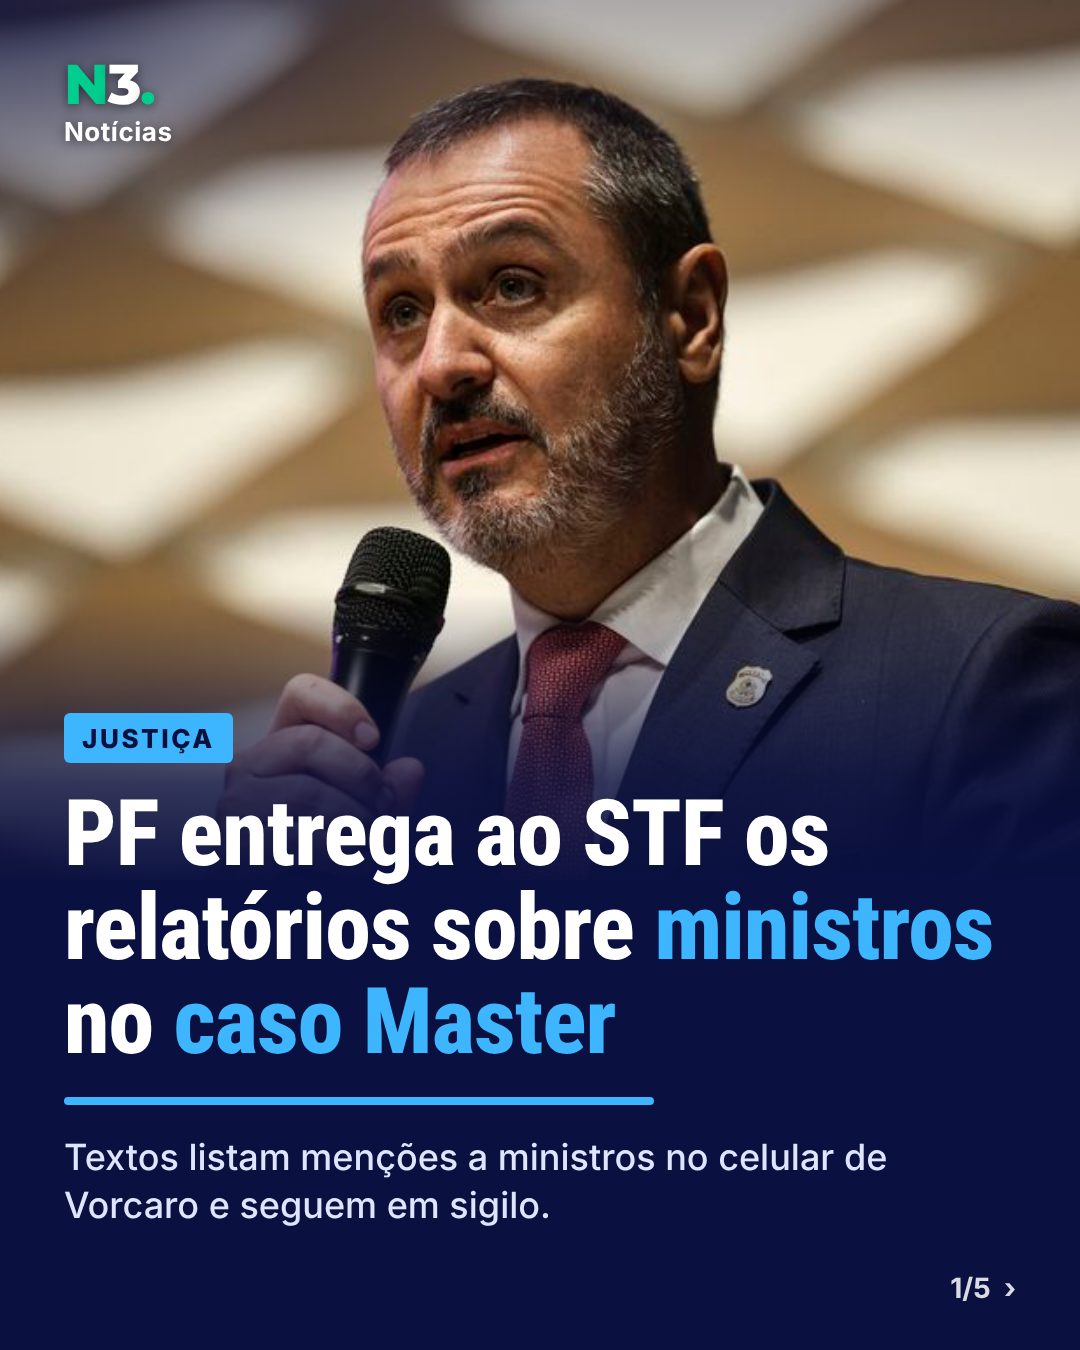 N3.
Notícias
JUSTIÇA
PF entrega ao STF os
relatórios sobre ministros
no caso Master
Textos listam menções a ministros no celular de
Vorcaro e seguem em sigilo.
1/5 ›